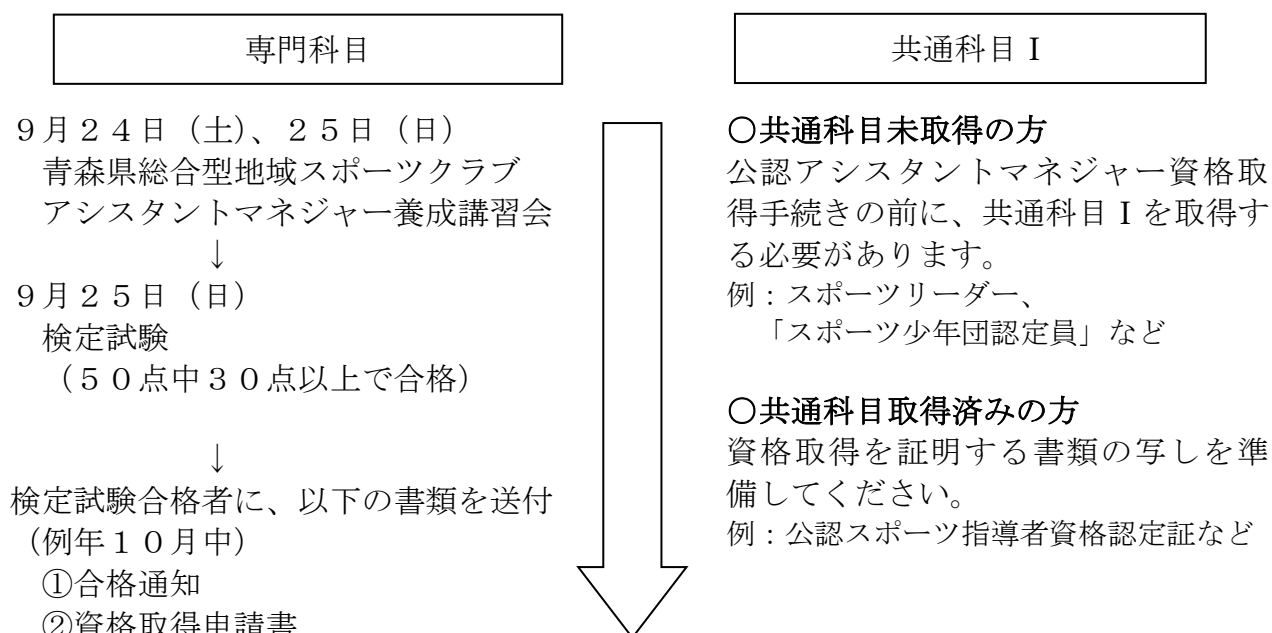 専門科目
９月２４日（土）、２５日（日）
青森県総合型地域スポーツクラブ
アシスタントマネジャー養成講習会
↓
９月２５日（日）
検定試験
（５０点中３０点以上で合格）
↓
検定試験合格者に、以下の書類を送付
（例年１０月中）
①合格通知
②資格取得申請書
共通科目Ⅰ
○共通科目未取得の方
公認アシスタントマネジャー資格取
得手続きの前に、共通科目Ⅰを取得す
る必要があります。
例：スポーツリーダー、
「スポーツ少年団認定員」など
○共通科目取得済みの方
資格取得を証明する書類の写しを準
備してください。
例：公認スポーツ指導者資格認定証など